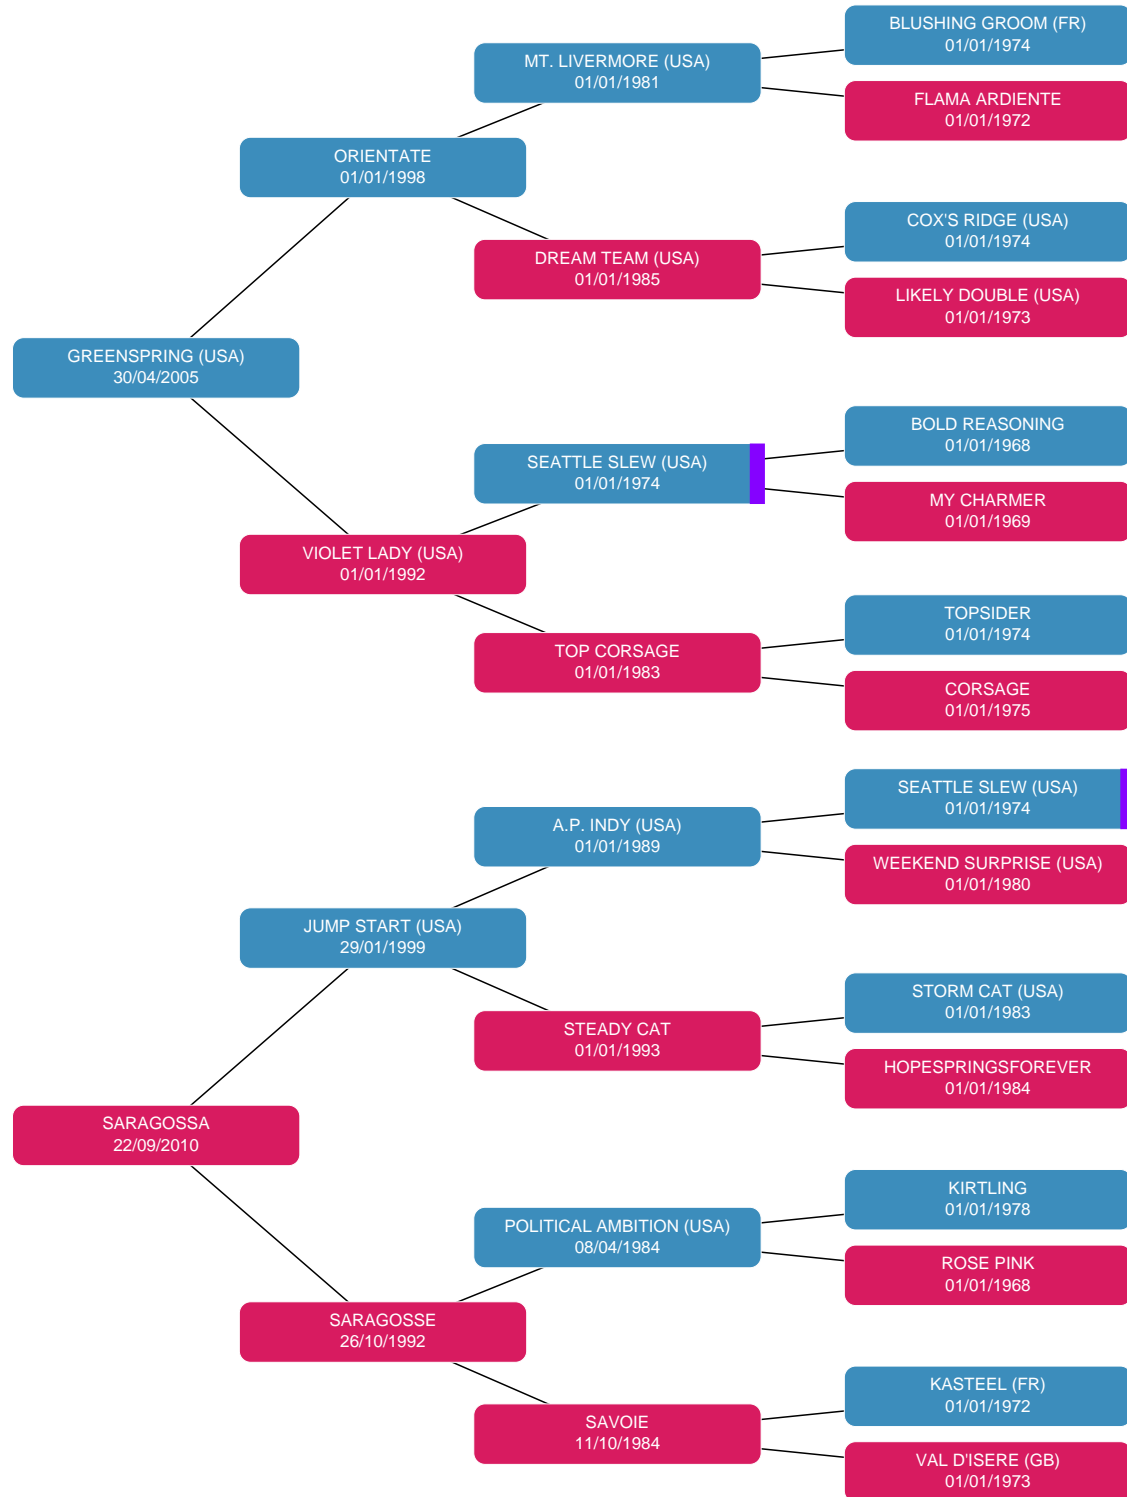 BLUSHING GROOM (FR)
01/01/1974
MT. LIVERMORE (USA)
01/01/1981
FLAMA ARDIENTE
01/01/1972
ORIENTATE
01/01/1998
COX'S RIDGE (USA)
01/01/1974
DREAM TEAM (USA)
01/01/1985
LIKELY DOUBLE (USA)
01/01/1973
GREENSPRING (USA)
30/04/2005
BOLD REASONING
01/01/1968
SEATTLE SLEW (USA)
01/01/1974
MY CHARMER
01/01/1969
VIOLET LADY (USA)
01/01/1992
TOPSIDER
01/01/1974
TOP CORSAGE
01/01/1983
CORSAGE
01/01/1975
SEATTLE SLEW (USA)
01/01/1974
A.P. INDY (USA)
01/01/1989
WEEKEND SURPRISE (USA)
01/01/1980
JUMP START (USA)
29/01/1999
STORM CAT (USA)
01/01/1983
STEADY CAT
01/01/1993
HOPESPRINGSFOREVER
01/01/1984
SARAGOSSA
22/09/2010
KIRTLING
01/01/1978
POLITICAL AMBITION (USA)
08/04/1984
ROSE PINK
01/01/1968
SARAGOSSE
26/10/1992
KASTEEL (FR)
01/01/1972
SAVOIE
11/10/1984
VAL D'ISERE (GB)
01/01/1973